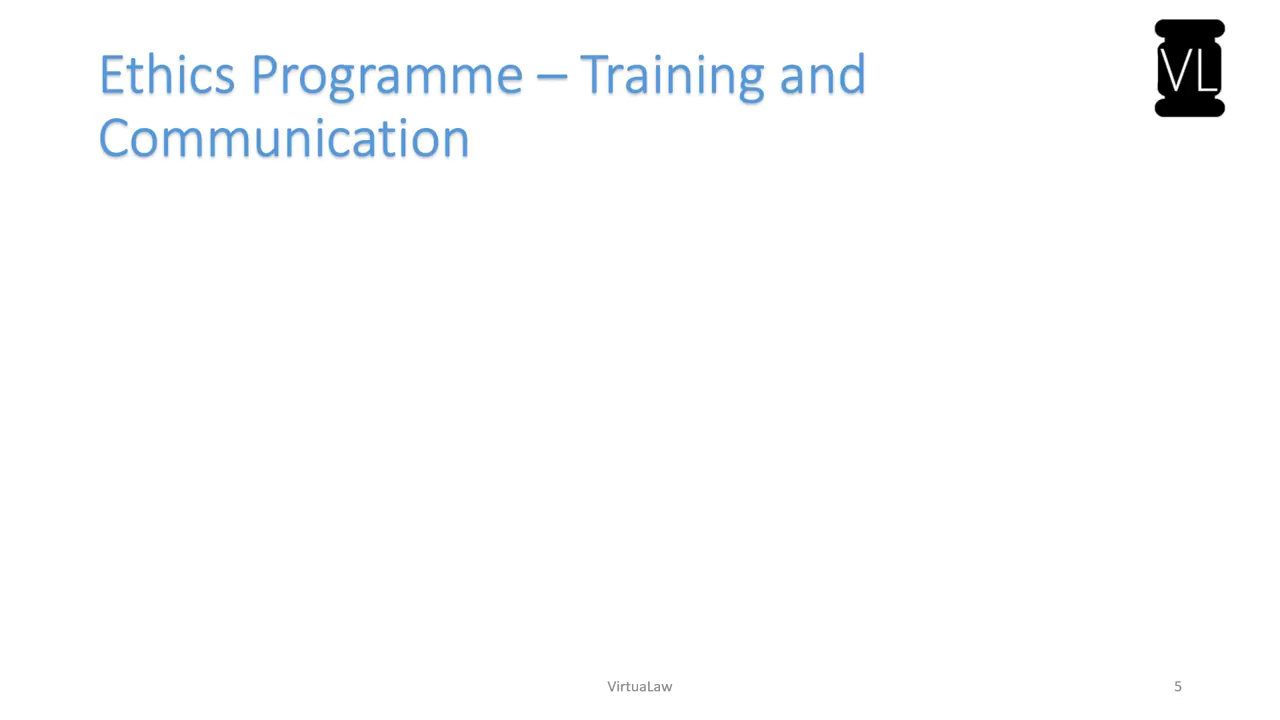 Ethics Programme – Training and
Communication
VL
VirtuaLaw
5